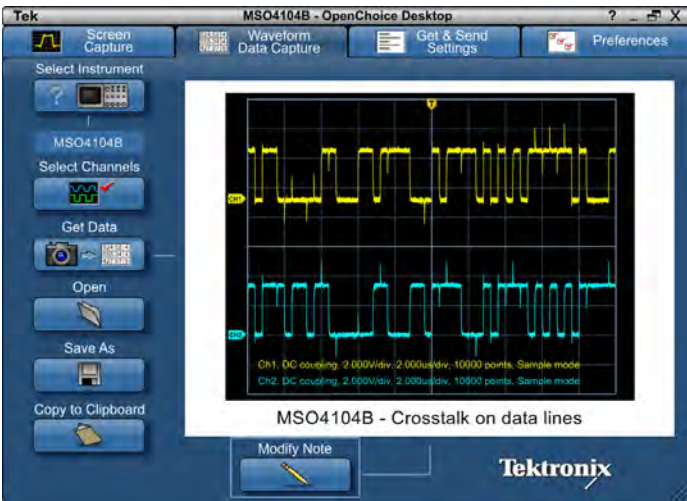 Tek
MSO4104B - OpenChoice Desktop
? _ X
Screen Capture
Waveform Data Capture
Get & Send Settings
Preferences
Select Instrument
?
MSO4104B
Select Channels
Get Data
Open
Save As
Copy to Clipboard
T
CH1
CH2
Ch1, DC coupling, 2.000V/div, 2.000us/div, 10000 points, Sample mode
Ch2, DC coupling, 2.000V/div, 2.000us/div, 10000 points, Sample mode
MSO4104B - Crosstalk on data lines
Modify Note
Tektronix